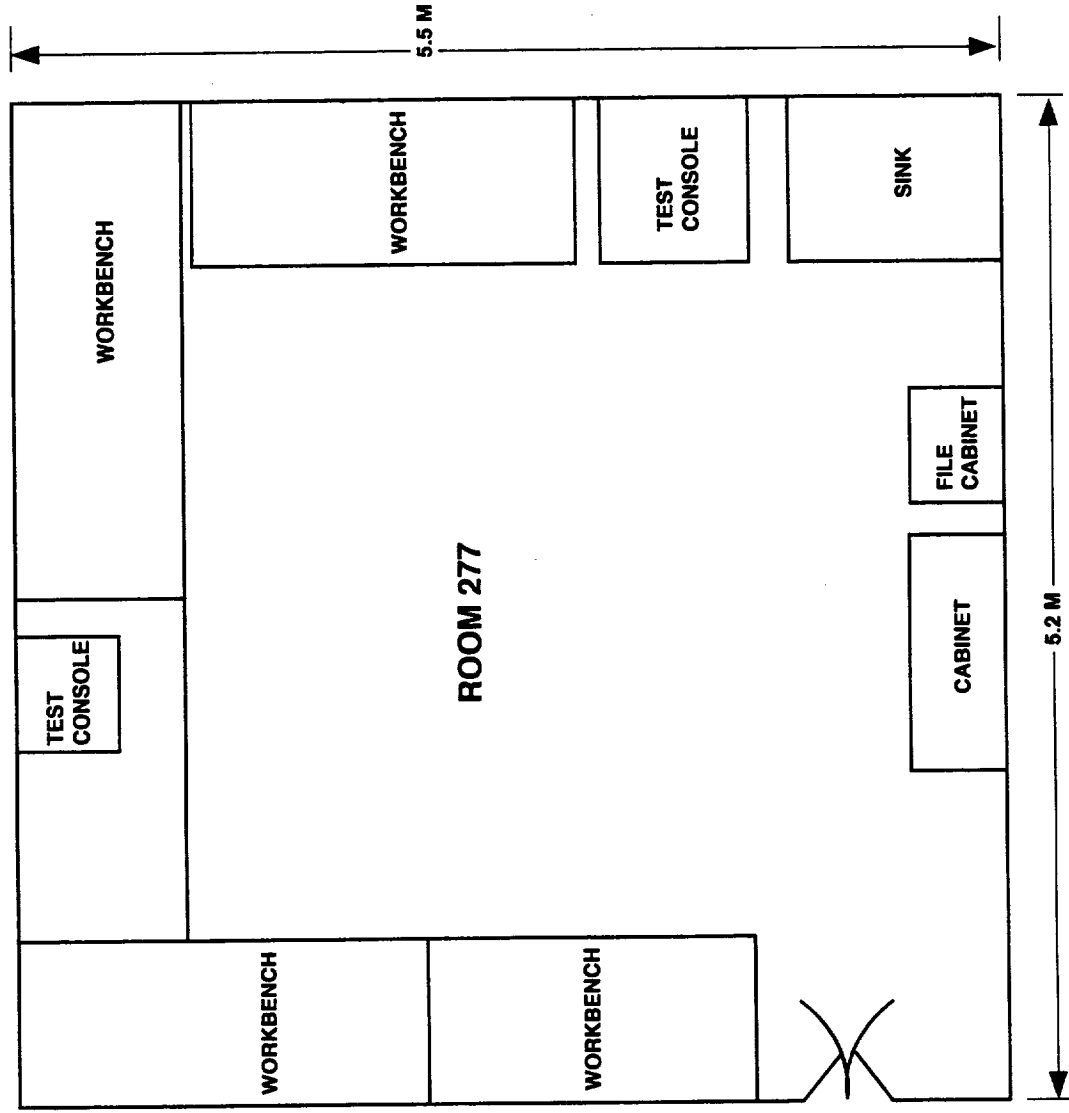 TEST
CONSOLE
WORKBENCH
WORKBENCH
WORKBENCH
5.5 M
ROOM 277
WORKBENCH
TEST
CONSOLE
SINK
CABINET
FILE
CABINET
5.2 M